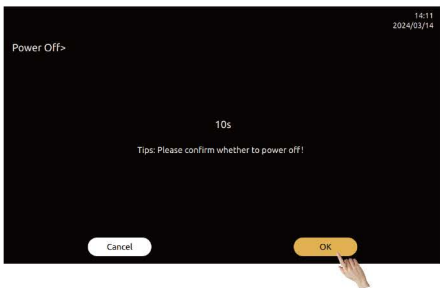 14:11
2024/03/14
Power Off>
10s
Tips: Please confirm whether to power off!
Cancel
OK